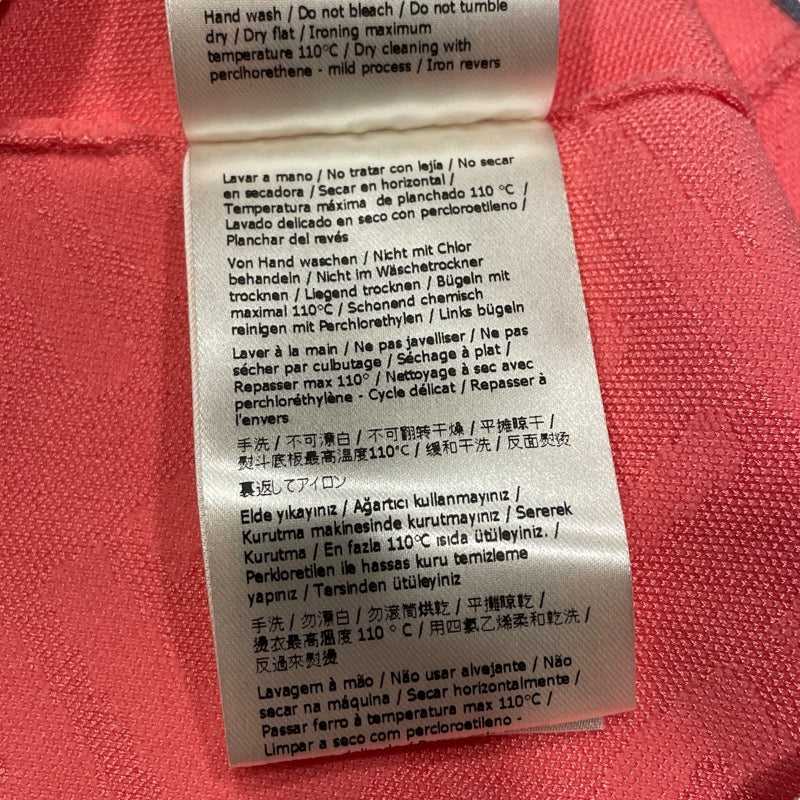 Hand wash / Do not bleach / Do not tumble
dry / Dry flat / Ironing maximum
temperature 110°C / Dry cleaning with
perclhorethene - mild process / Iron revers
Lavar a mano / No tratar con lejía / No secar
en secadora / Secar en horizontal /
Temperatura máxima de planchado 110 °C /
Lavado delicado en seco con percloroetileno /
Planchar del revés
Von Hand waschen / Nicht mit Chlor
behandeln / Nicht im Wäschetrockner
trocknen / Liegend trocknen / Bügeln mit
maximal 110°C / Schonend chemisch
reinigen mit Perchlorethylen / Links bügeln
Laver à la main / Ne pas javelliser / Ne pas
sécher par culbutage / Séchage à plat /
Repasser max 110° / Nettoyage à sec avec
perchloréthylène - Cycle délicat / Repasser à
l'envers
手洗 / 不可漂白 / 不可翻转干燥 / 平摊晾干 /
熨斗底板最高温度110°C / 缓和干洗 / 反面熨烫
裏返してアイロン
Elde yıkayınız / Ağartıcı kullanmayınız /
Kurutma makinesinde kurutmayınız / Sererek
Kurutma / En fazla 110°C ısıda ütüleyiniz. /
Perkloretilen ile hassas kuru temizleme
yapınız / Tersinden ütüleyiniz
手洗 / 勿漂白 / 勿滾筒烘乾 / 平攤晾乾 /
燙衣最高溫度 110 ° C / 用四氯乙烯柔和乾洗 /
反過來熨燙
Lavagem à mão / Não usar alvejante / Não
secar na máquina / Secar horizontalmente /
Passar ferro à temperatura max 110°C /
Limpar a seco com percloroetileno -